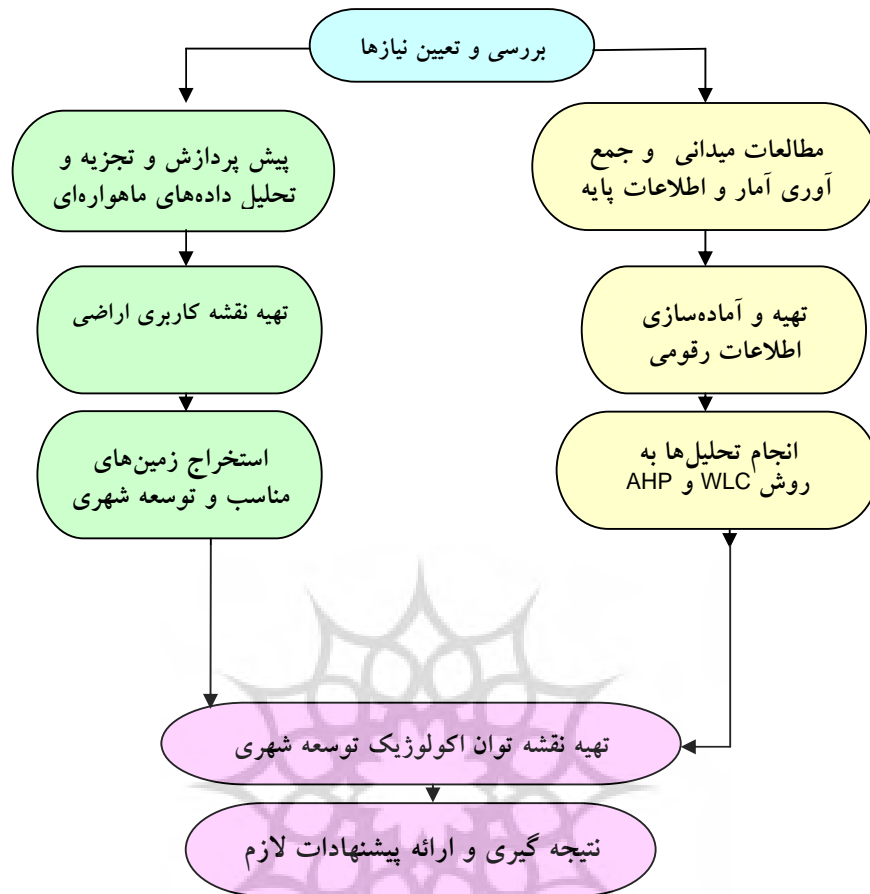 بررسی و تعیین نیازها
مطالعات میدانی و جمع
آوری آمار و اطلاعات پایه
تهیه و آماده‌سازی
اطلاعات رقومی
انجام تحلیل‌ها به
روش WLC و AHP
پیش پردازش و تجزیه و
تحلیل داده‌های ماهواره‌ای
تهیه نقشه کاربری اراضی
استخراج زمین‌های
مناسب و توسعه شهری
تهیه نقشه توان اکولوژیک توسعه شهری
نتیجه گیری و ارائه پیشنهادات لازم